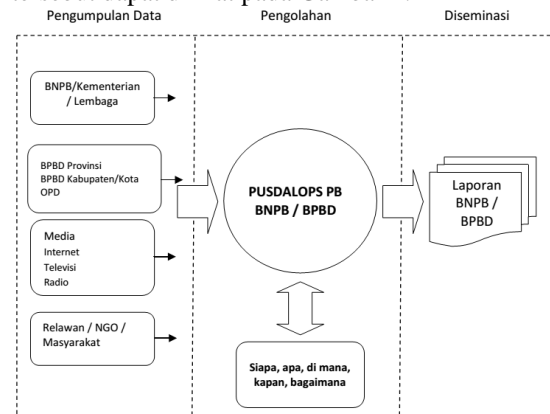 Pengumpulan Data
Pengolahan
Diseminasi
BNPB/Kementerian
/ Lembaga
BPBD Provinsi
BPBD Kabupaten/Kota
OPD
Media
Internet
Televisi
Radio
Relawan / NGO /
Masyarakat
PUSDALOPS PB
BNPB / BPBD
Siapa, apa, di mana,
kapan, bagaimana
Laporan
BNPB /
BPBD